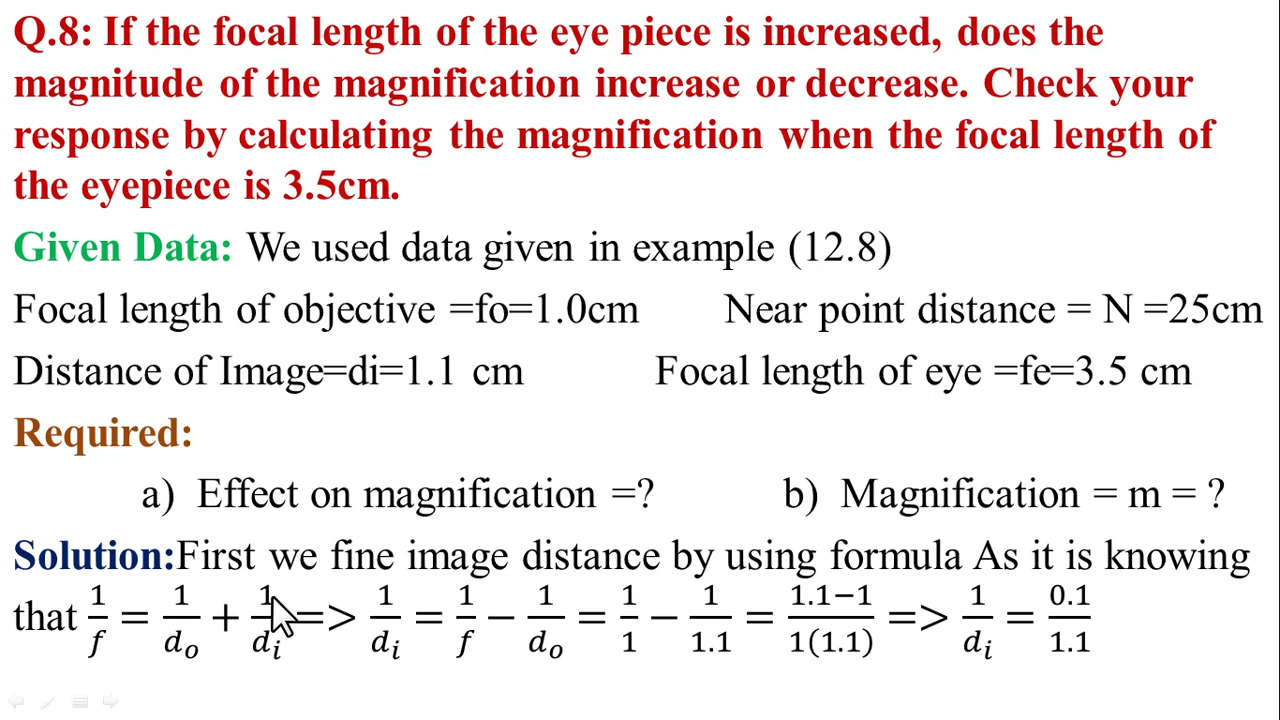 Q.8: If the focal length of the eye piece is increased, does the
magnitude of the magnification increase or decrease. Check your
response by calculating the magnification when the focal length of
the eyepiece is 3.5cm.
Given Data: We used data given in example (12.8)
Focal length of objective =fo=1.0cm Near point distance = N =25cm
Distance of Image=di=1.1 cm Focal length of eye =fe=3.5 cm
Required:
a) Effect on magnification =? b) Magnification = m = ?
Solution:First we fine image distance by using formula As it is knowing
that 1/f = 1/dₒ + 1/dᵢ => 1/dᵢ = 1/f − 1/dₒ = 1/1 − 1/1.1 = 1.1−1/1(1.1) => 1/dᵢ = 0.1/1.1